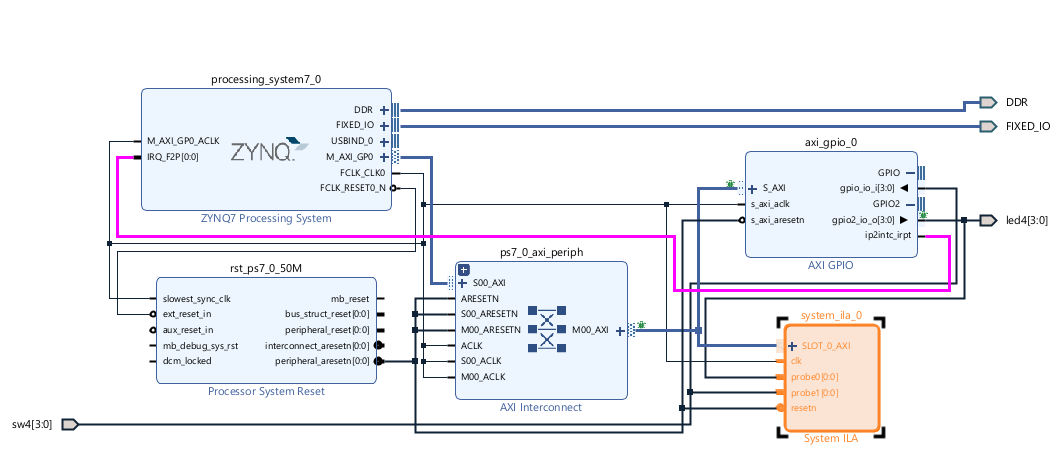 processing_system7_0
DDR
FIXED_IO
USBIND_0
M_AXI_GP0_ACLK
M_AXI_GP0
IRQ_F2P[0:0]
ZYNQ
FCLK_CLK0
FCLK_RESET0_N
ZYNQ7 Processing System
DDR
FIXED_IO
axi_gpio_0
GPIO
S_AXI
gpio_io_i[3:0]
s_axi_aclk
GPIO2
s_axi_aresetn
gpio2_io_o[3:0]
ip2intc_irpt
AXI GPIO
led4[3:0]
rst_ps7_0_50M
slowest_sync_clk
mb_reset
ext_reset_in
bus_struct_reset[0:0]
aux_reset_in
peripheral_reset[0:0]
mb_debug_sys_rst
interconnect_aresetn[0:0]
dcm_locked
peripheral_aresetn[0:0]
Processor System Reset
ps7_0_axi_periph
S00_AXI
ARESETN
S00_ARESETN
M00_ARESETN
M00_AXI
ACLK
S00_ACLK
M00_ACLK
AXI Interconnect
system_ila_0
SLOT_0_AXI
clk
probe0[0:0]
probe1[0:0]
resetn
System ILA
sw4[3:0]